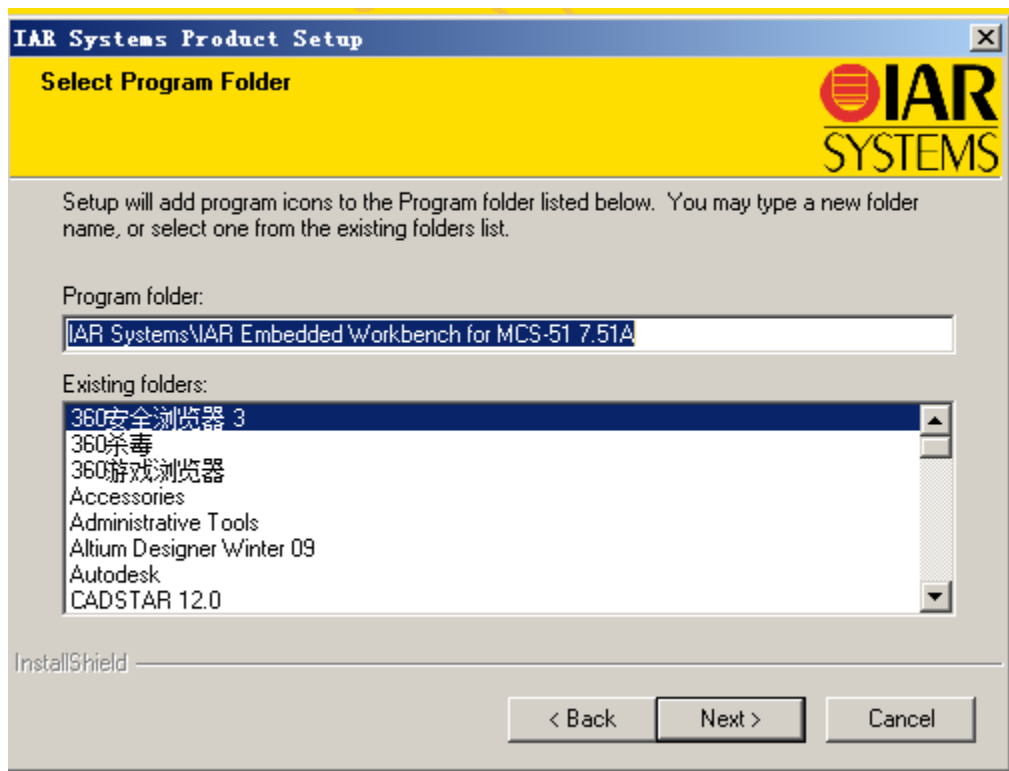 IAR Systems Product Setup
Select Program Folder
IAR
SYSTEMS
Setup will add program icons to the Program folder listed below.  You may type a new folder
name, or select one from the existing folders list.
Program folder:
IAR Systems\IAR Embedded Workbench for MCS-51 7.51A
Existing folders:
360安全浏览器 3
360杀毒
360游戏浏览器
Accessories
Administrative Tools
Altium Designer Winter 09
Autodesk
CADSTAR 12.0
InstallShield
< Back
Next >
Cancel